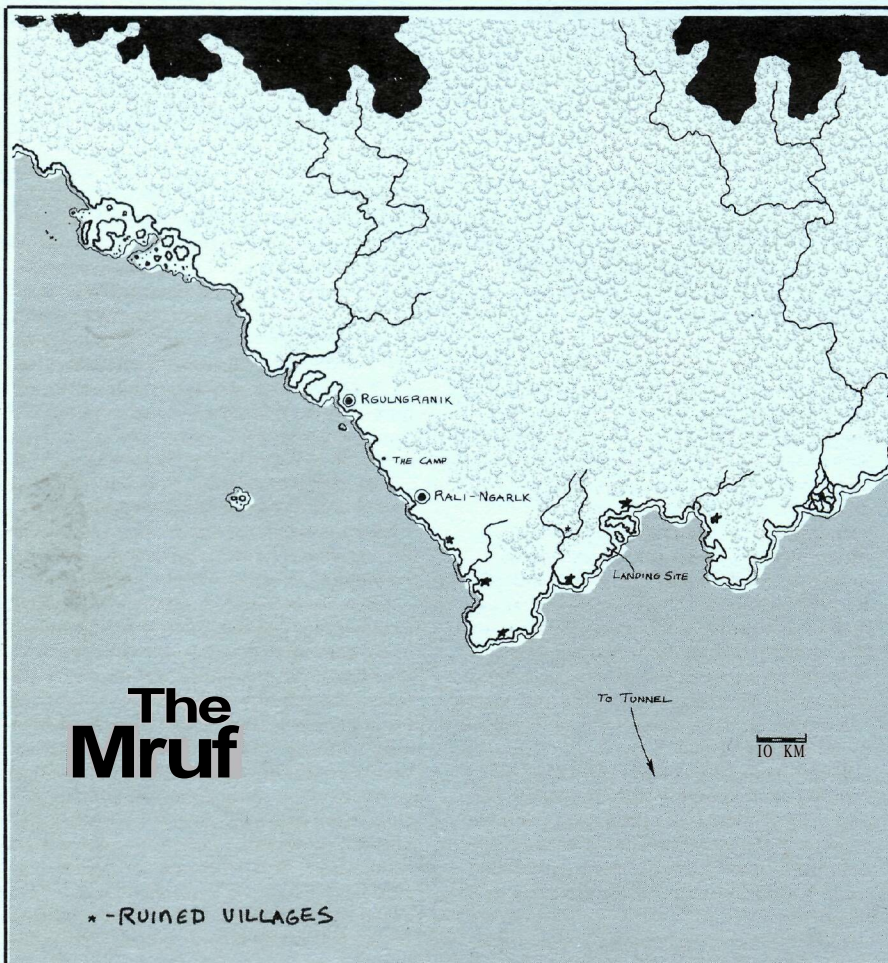 RGULNGRANIK
* THE CAMP
RALI-NGARLK
LANDING SITE
TO TUNNEL
10 KM
The
Mruf
* - RUINED VILLAGES